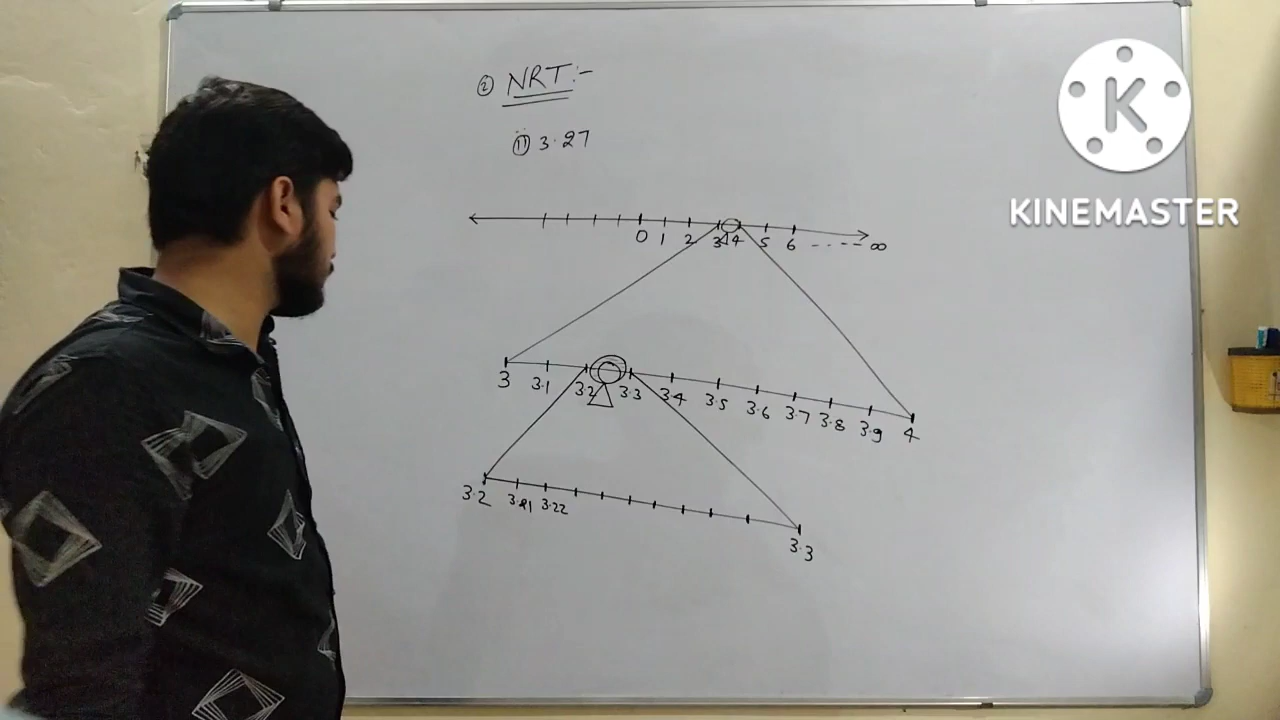 ② NRT:-
ⓘⓘ 3.27
0 1 2 3 4 5 6 ----- ∞
3 3.1 3.2 3.3 3.4 3.5 3.6 3.7 3.8 3.9 4
3.2 3.21 3.22 3.3
K
KINEMASTER